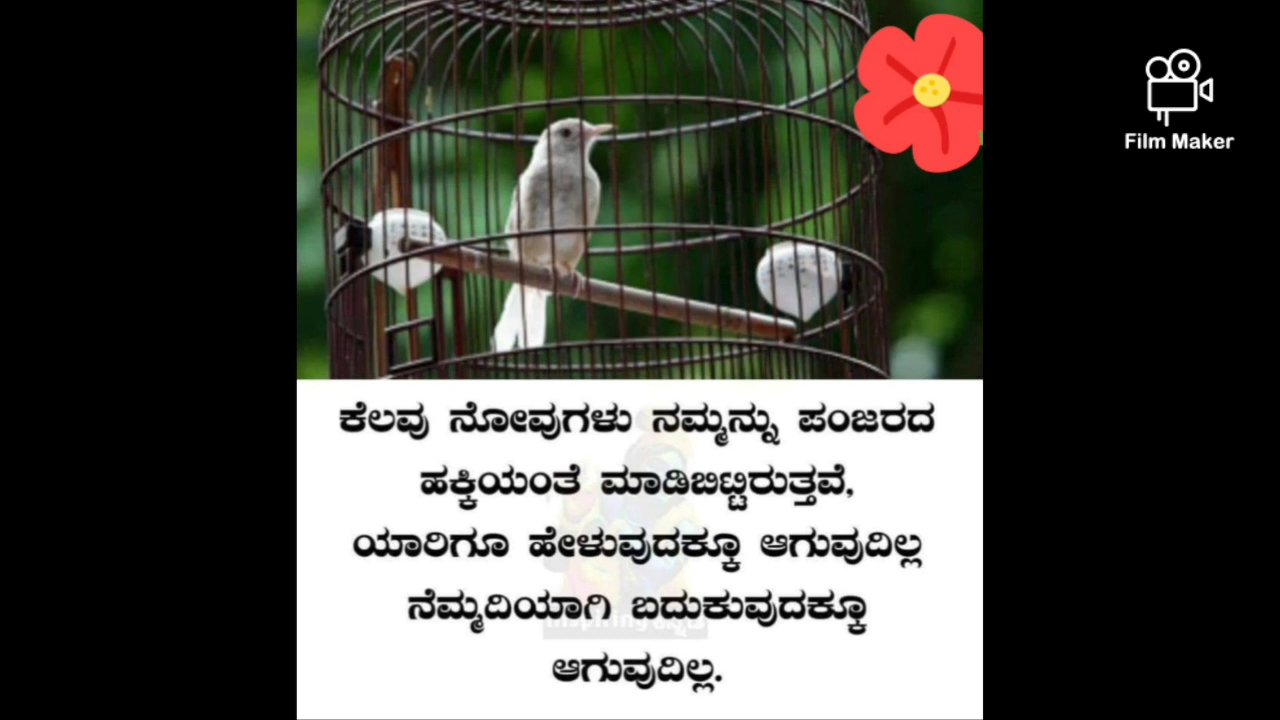 Film Maker
ಕೆಲವು ನೋವುಗಳು ನಮ್ಮನ್ನು ಪಂಜರದ
ಹಕ್ಕಿಯಂತೆ ಮಾಡಿಬಿಟ್ಟಿರುತ್ತವೆ,
ಯಾರಿಗೂ ಹೇಳುವುದಕ್ಕೂ ಆಗುವುದಿಲ್ಲ
ನೆಮ್ಮದಿಯಾಗಿ ಬದುಕುವುದಕ್ಕೂ
ಆಗುವುದಿಲ್ಲ.